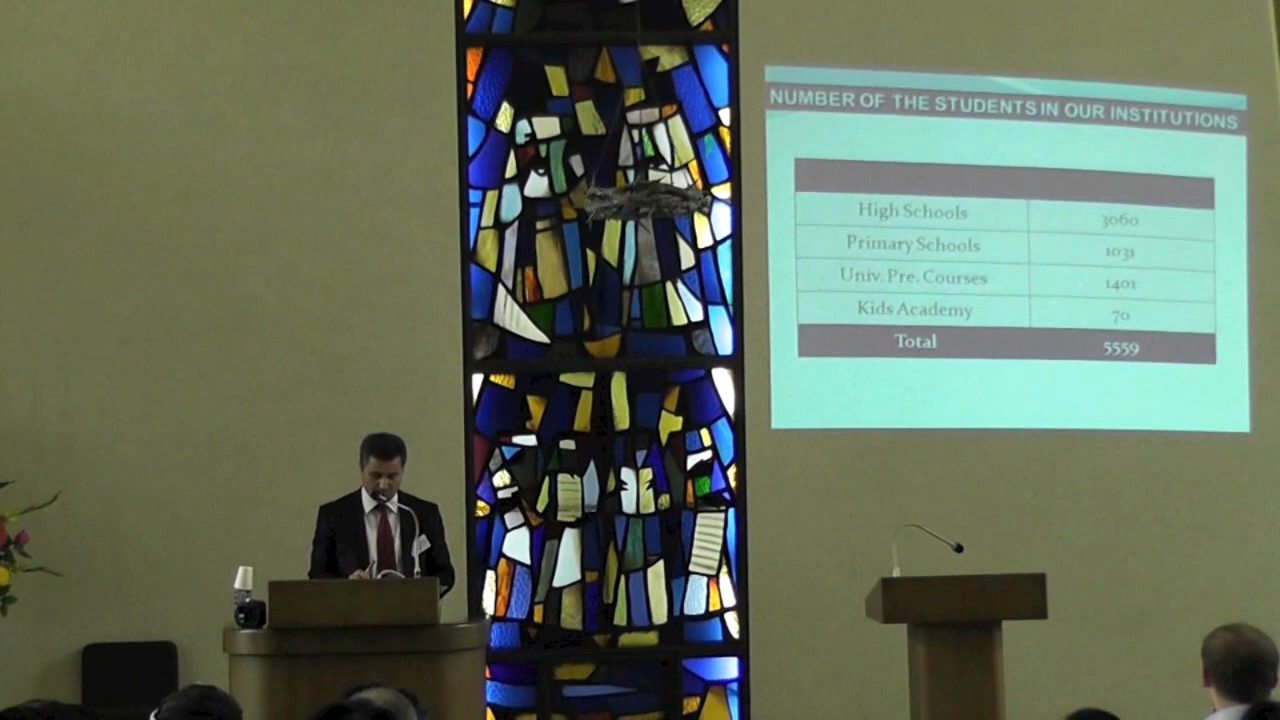 NUMBER OF THE STUDENTS IN OUR INSTITUTIONS
High Schools 3060
Primary Schools 1031
Univ. Pre. Courses 1401
Kids Academy 70
Total 5559